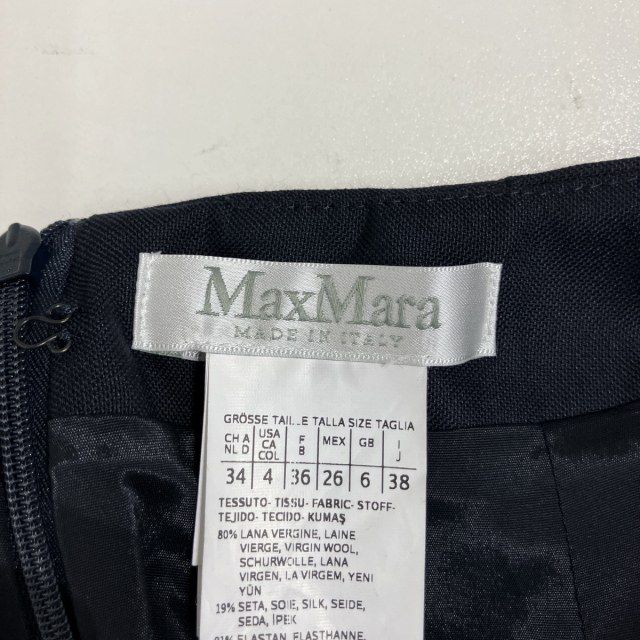 MaxMara
MADE IN ITALY
GRÖSSE TAILLE TALLA SIZE TAGLIA
CH A USA F MEX GB I
NL D CA B J
COL
34 4 36 26 6 38
TESSUTO-TISSU-FABRIC-STOFF-
TEJIDO-TECIDO-KUMAŞ
80% LANA VERGINE, LAINE
VIERGE, VIRGIN WOOL,
SCHURWOLLE, LANA
VIRGEN, LA VIRGEM, YENI
YÜN
19% SETA, SOIE, SILK, SEIDE,
SEDA, İPEK
ELASTAN, ELASTHANNE,